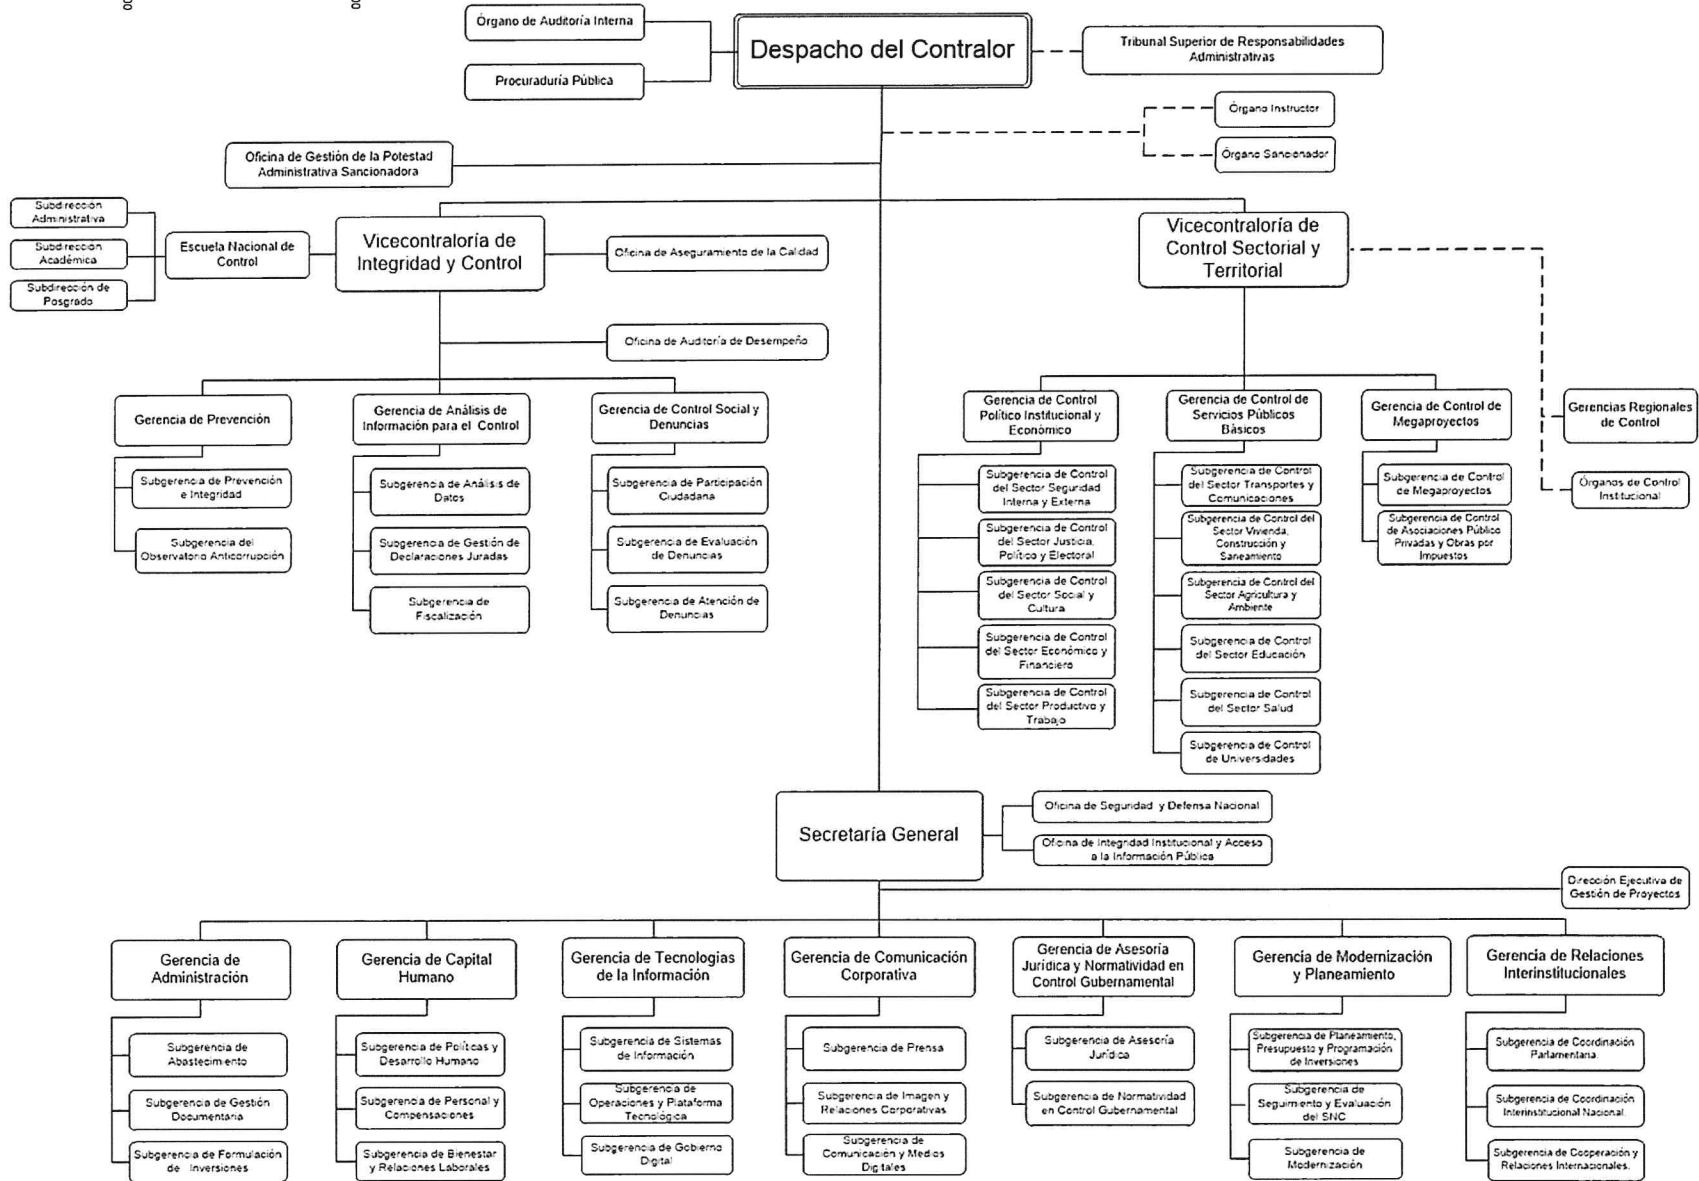 00
00
Órgano de Auditoría Interna
Procuraduría Pública
Despacho del Contralor
Tribunal Superior de Responsabilidades
Administrativas
Órgano Instructor
Órgano Sancionador
Oficina de Gestión de la Potestad
Administrativa Sancionadora
Subdirección
Administrativa
Subdirección
Académica
Subdirección de
Posgrado
Escuela Nacional de
Control
Vicecontraloría de
Integridad y Control
Oficina de Aseguramiento de la Calidad
Oficina de Auditoría de Desempeño
Vicecontraloría de
Control Sectorial y
Territorial
Gerencia de Prevención
Subgerencia de Prevención
e Integridad
Subgerencia del
Observatorio Anticorrupción
Gerencia de Análisis de
Información para el Control
Subgerencia de Análisis de
Datos
Subgerencia de Gestión de
Declaraciones Juradas
Subgerencia de
Fiscalización
Gerencia de Control Social y
Denuncias
Subgerencia de Participación
Ciudadana
Subgerencia de Evaluación
de Denuncias
Subgerencia de Atención de
Denuncias
Gerencia de Control
Político Institucional y
Económico
Subgerencia de Control
del Sector Seguridad
Interna y Externa
Subgerencia de Control
del Sector Justicia,
Político y Electoral
Subgerencia de Control
del Sector Social y
Cultura
Subgerencia de Control
del Sector Económico y
Financiero
Subgerencia de Control
del Sector Productivo y
Trabajo
Gerencia de Control de
Servicios Públicos
Básicos
Subgerencia de Control
del Sector Transportes y
Comunicaciones
Subgerencia de Control del
Sector Vivienda,
Construcción y
Saneamiento
Subgerencia de Control del
Sector Agricultura y
Ambiente
Subgerencia de Control
del Sector Educación
Subgerencia de Control
del Sector Salud
Subgerencia de Control
de Universidades
Gerencia de Control de
Megaproyectos
Subgerencia de Control
de Megaproyectos
Subgerencia de Control
de Asociaciones Público
Privadas y Obras por
Impuestos
Gerencias Regionales
de Control
Órganos de Control
Institucional
Secretaría General
Oficina de Seguridad y Defensa Nacional
Oficina de Integridad Institucional y Acceso
a la Información Pública
Dirección Ejecutiva de
Gestión de Proyectos
Gerencia de
Administración
Subgerencia de
Abastecimiento
Subgerencia de Gestión
Documentaria
Subgerencia de Formulación
de Inversiones
Gerencia de Capital
Humano
Subgerencia de Políticas y
Desarrollo Humano
Subgerencia de Personal y
Compensaciones
Subgerencia de Bienestar
y Relaciones Laborales
Gerencia de Tecnologias
de la Información
Subgerencia de Sistemas
de Información
Subgerencia de
Operaciones y Plataforma
Tecnológica
Subgerencia de Gobierno
Digital
Gerencia de Comunicación
Corporativa
Subgerencia de Prensa
Subgerencia de Imagen y
Relaciones Corporativas
Subgerencia de
Comunicación y Medios
Digitales
Gerencia de Asesoría
Jurídica y Normatividad en
Control Gubernamental
Subgerencia de Asesoría
Jurídica
Subgerencia de Normatividad
en Control Gubernamental
Gerencia de Modernización
y Planeamiento
Subgerencia de Planeamiento,
Presupuesto y Programación
de Inversiones
Subgerencia de
Seguimiento y Evaluación
del SNC
Subgerencia de
Modernización
Gerencia de Relaciones
Interinstitucionales
Subgerencia de Coordinación
Parlamentaria.
Subgerencia de Coordinación
Interinstitucional Nacional.
Subgerencia de Cooperación y
Relaciones Internacionales.